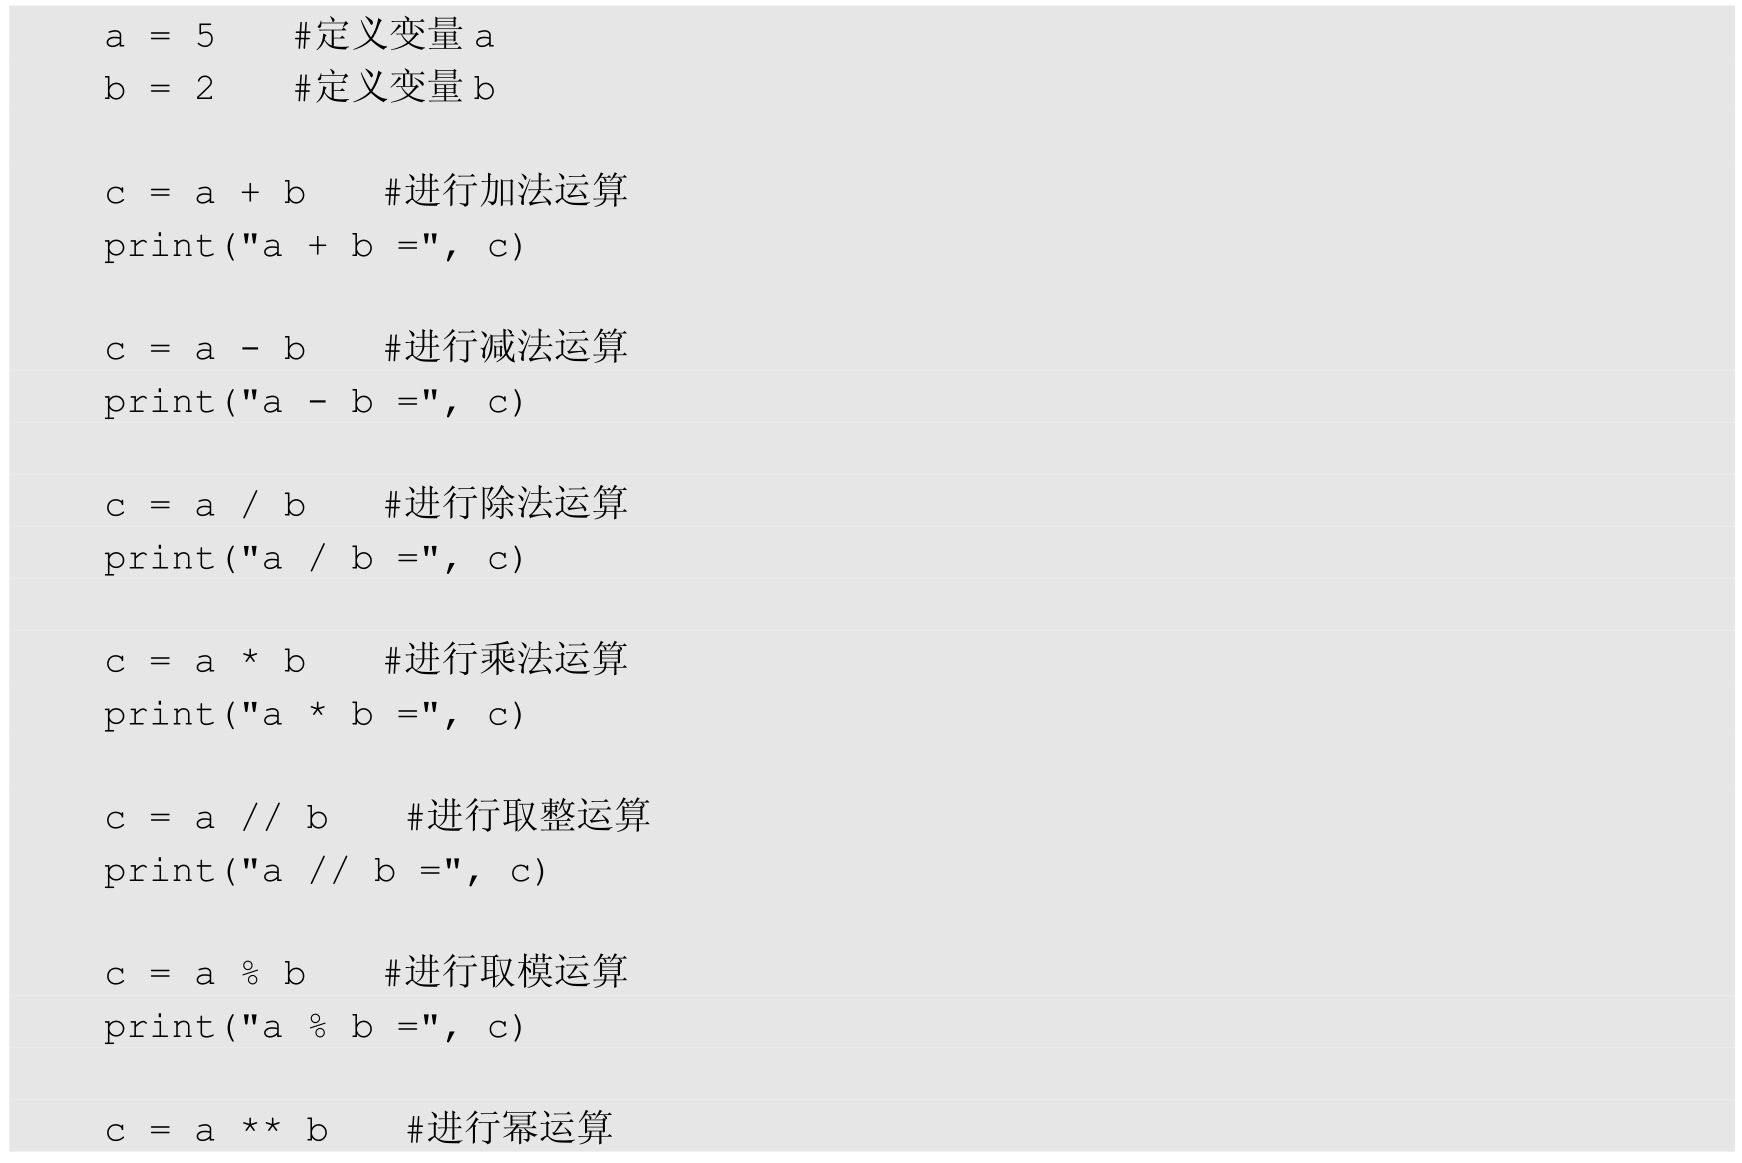 a = 5   #定义变量 a
b = 2   #定义变量 b
c = a + b   #进行加法运算
print("a + b =", c)
c = a - b   #进行减法运算
print("a - b =", c)
c = a / b   #进行除法运算
print("a / b =", c)
c = a * b   #进行乘法运算
print("a * b =", c)
c = a // b   #进行取整运算
print("a // b =", c)
c = a % b   #进行取模运算
print("a % b =", c)
c = a ** b   #进行幂运算